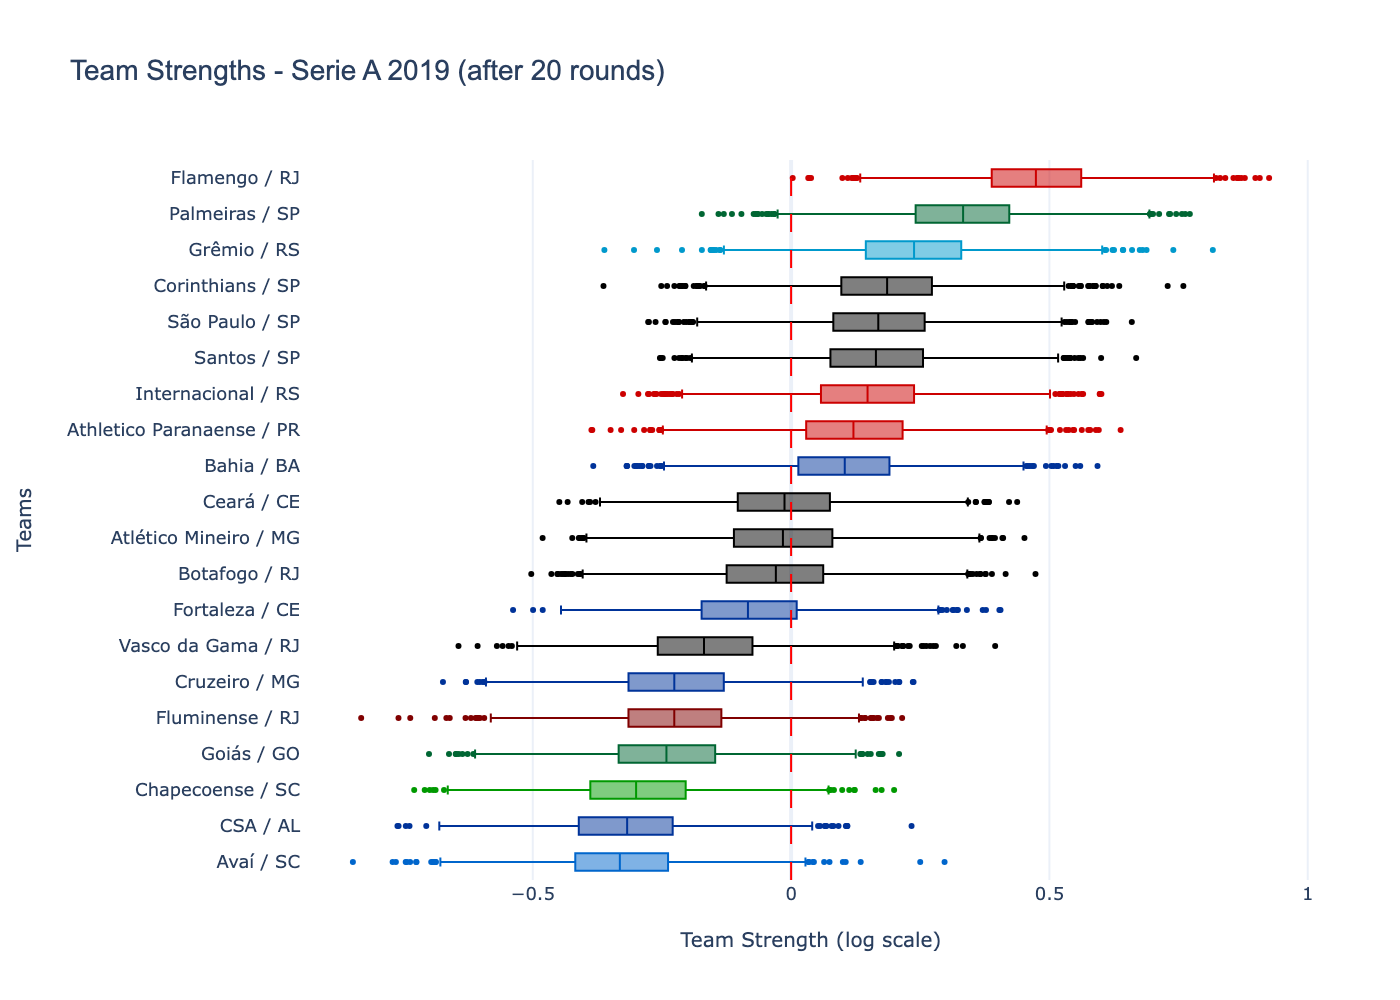 Team Strengths - Serie A 2019 (after 20 rounds)
Flamengo / RJ
Palmeiras / SP
Grêmio / RS
Corinthians / SP
São Paulo / SP
Santos / SP
Internacional / RS
Athletico Paranaense / PR
Bahia / BA
Ceará / CE
Atlético Mineiro / MG
Botafogo / RJ
Fortaleza / CE
Vasco da Gama / RJ
Cruzeiro / MG
Fluminense / RJ
Goiás / GO
Chapecoense / SC
CSA / AL
Avaí / SC
Teams
−0.5 0 0.5 1
Team Strength (log scale)